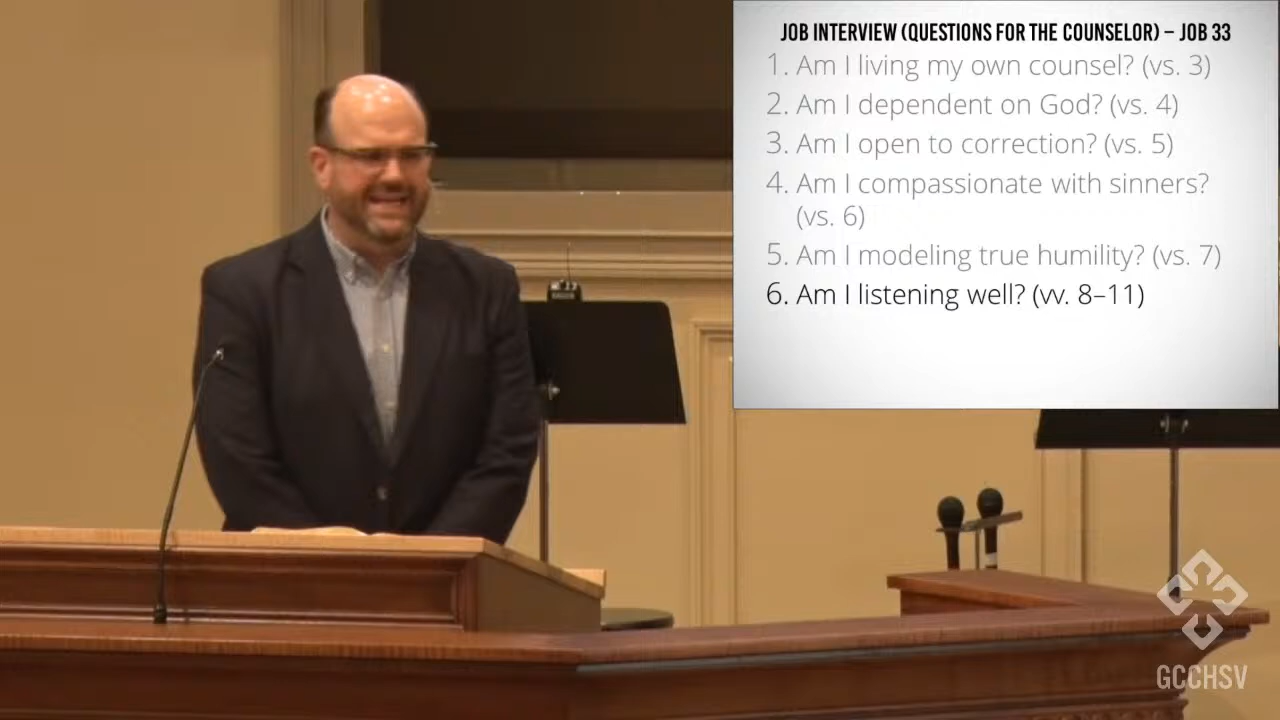 JOB INTERVIEW (QUESTIONS FOR THE COUNSELOR) – JOB 33
1. Am I living my own counsel? (vs. 3)
2. Am I dependent on God? (vs. 4)
3. Am I open to correction? (vs. 5)
4. Am I compassionate with sinners?
(vs. 6)
5. Am I modeling true humility? (vs. 7)
6. Am I listening well? (vv. 8–11)
GCCHSV